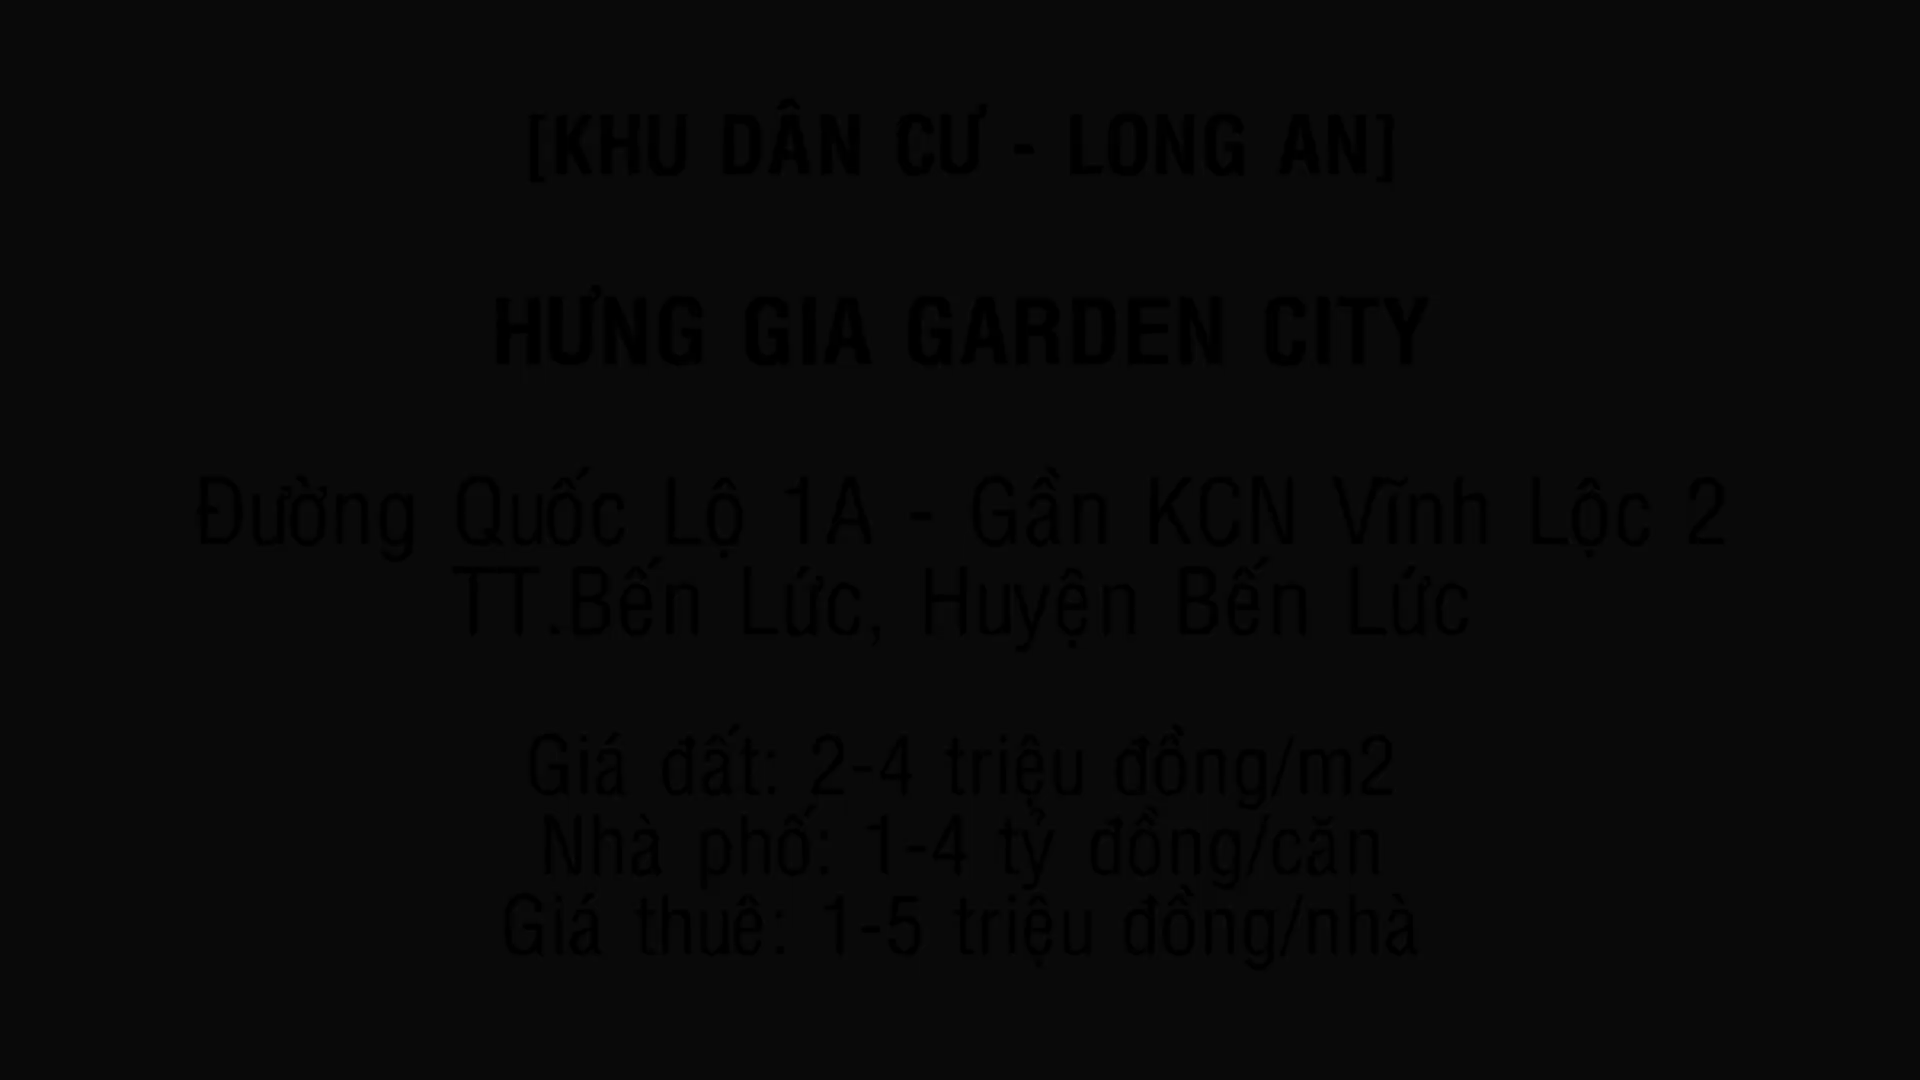 [KHU DÂN CƯ - LONG AN]
HƯNG GIA GARDEN CITY
Đường Quốc Lộ 1A - Gần KCN Vĩnh Lộc 2
TT.Bến Lức, Huyện Bến Lức
Giá đất: 2-4 triệu đồng/m2
Nhà phố: 1-4 tỷ đồng/căn
Giá thuê: 1-5 triệu đồng/nhà